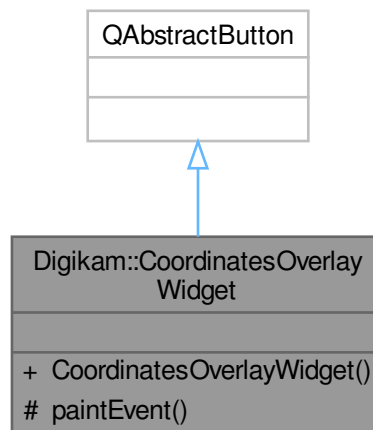 QAbstractButton
Digikam::CoordinatesOverlay
Widget
+ CoordinatesOverlayWidget()
# paintEvent()